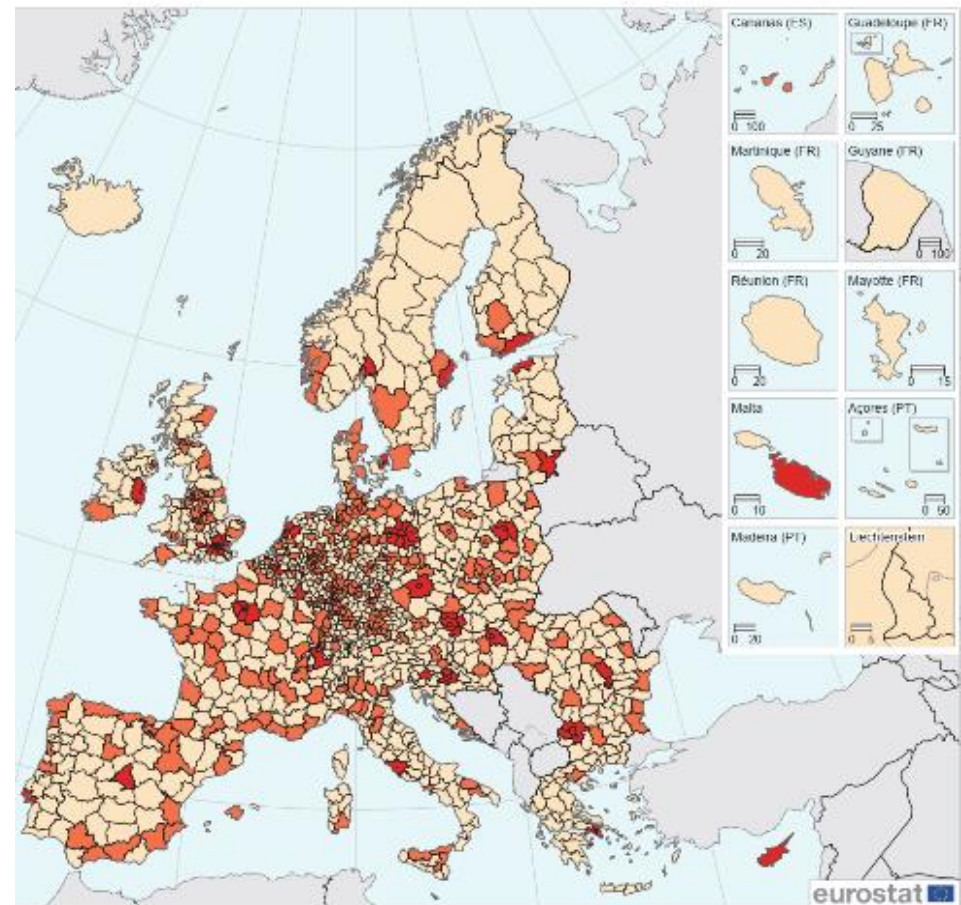 Canarias (ES)
0 100
Guadeloupe (FR)
0 25
Martinique (FR)
0 20
Guyane (FR)
0 100
Réunion (FR)
0 20
Mayotte (FR)
0 15
Malta
0 10
Açores (PT)
0 50
Madeira (PT)
0 20
Liechtenstein
0 5
eurostat